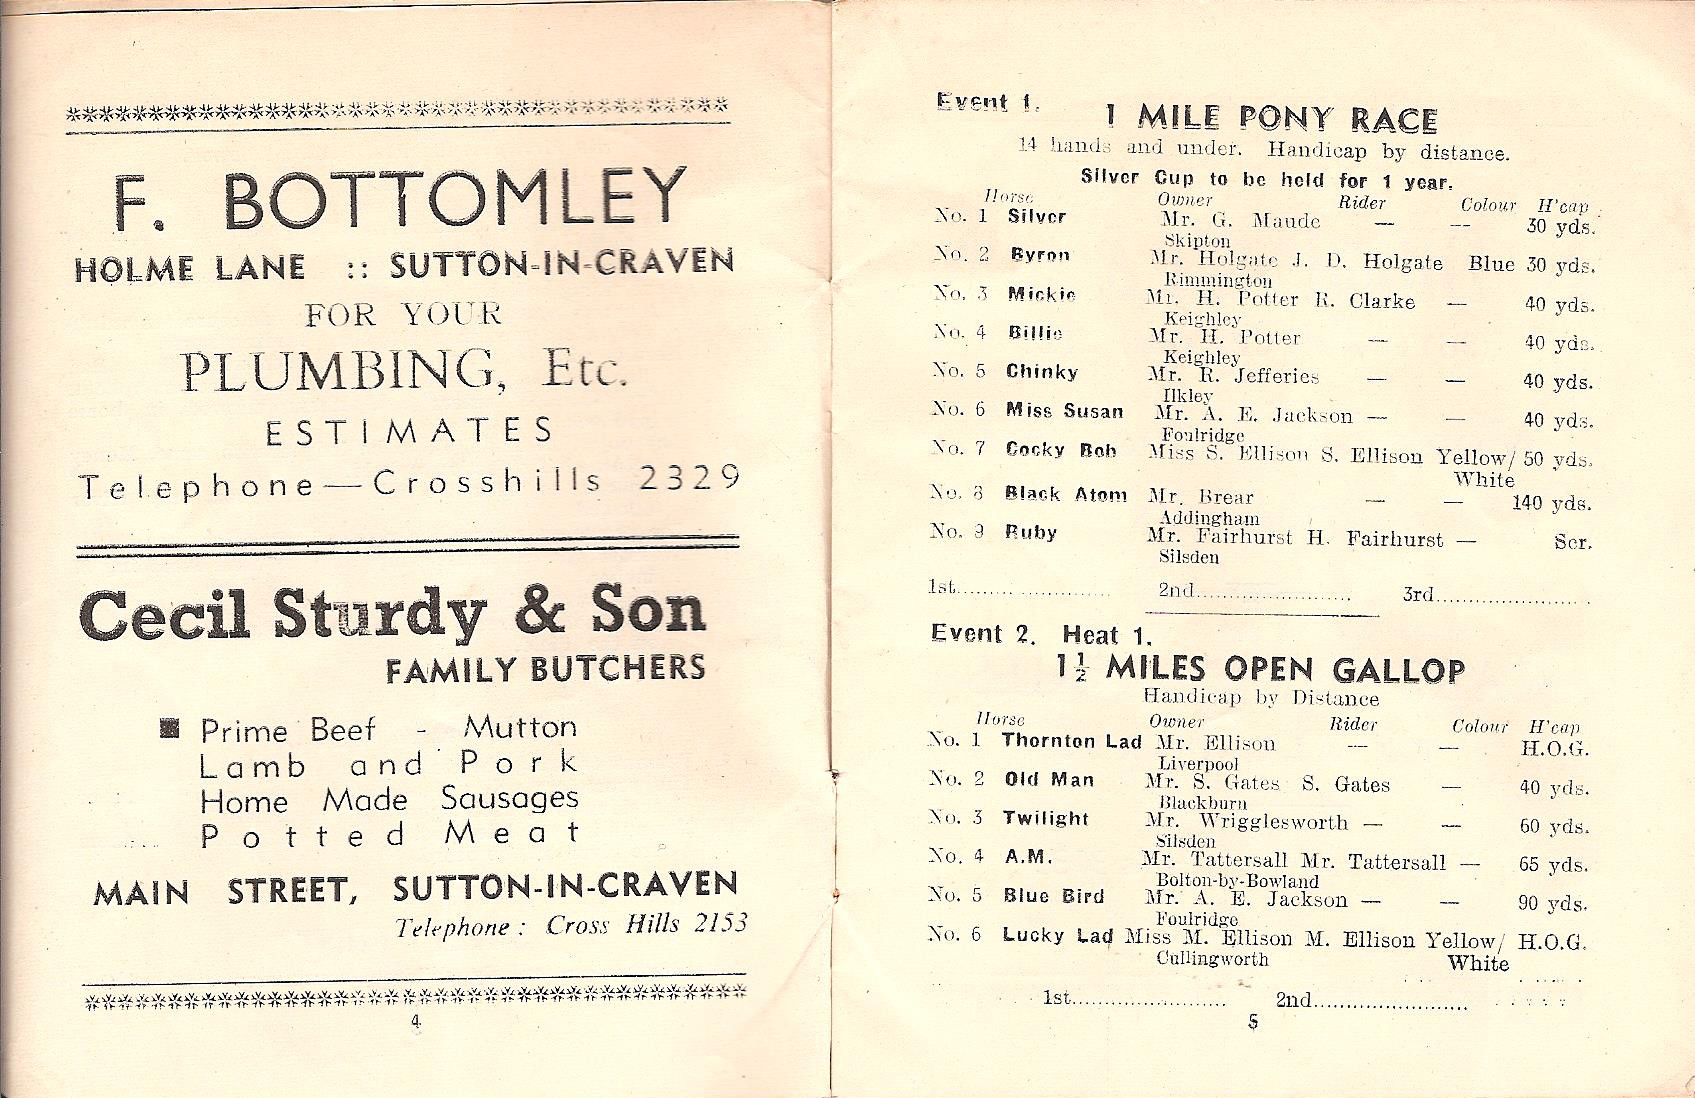 F. BOTTOMLEY
HOLME LANE :: SUTTON-IN-CRAVEN
FOR YOUR
PLUMBING, Etc.
ESTIMATES
Telephone—Crosshills 2329
Cecil Sturdy & Son
FAMILY BUTCHERS
Prime Beef - Mutton
Lamb and Pork
Home Made Sausages
Potted Meat
MAIN STREET, SUTTON-IN-CRAVEN
Telephone: Cross Hills 2153
4
Event 1.
1 MILE PONY RACE
14 hands and under. Handicap by distance.
Silver Cup to be held for 1 year.
Horse Owner Rider Colour H'cap
No. 1 Silver Mr. G. Maude — — 30 yds.
Skipton
No. 2 Byron Mr. Holgate J. D. Holgate Blue 30 yds.
Rimmington
No. 3 Mickie Mr. H. Potter R. Clarke — 40 yds.
Keighley
No. 4 Billie Mr. H. Potter — — 40 yds.
Keighley
No. 5 Chinky Mr. R. Jefferies — — 40 yds.
Ilkley
No. 6 Miss Susan Mr. A. E. Jackson — — 40 yds.
Foulridge
No. 7 Cocky Bob Miss S. Ellison S. Ellison Yellow/ 50 yds.
White
No. 8 Black Atom Mr. Brear — — 140 yds.
Addingham
No. 9 Ruby Mr. Fairhurst H. Fairhurst — Scr.
Silsden
1st........................... 2nd.......................... 3rd..........................
Event 2. Heat 1.
1½ MILES OPEN GALLOP
Handicap by Distance
Horse Owner Rider Colour H'cap
No. 1 Thornton Lad Mr. Ellison — — H.O.G.
Liverpool
No. 2 Old Man Mr. S. Gates S. Gates — 40 yds.
Blackburn
No. 3 Twilight Mr. Wrigglesworth — — 60 yds.
Silsden
No. 4 A.M. Mr. Tattersall Mr. Tattersall — 65 yds.
Bolton-by-Bowland
No. 5 Blue Bird Mr. A. E. Jackson — — 90 yds.
Foulridge
No. 6 Lucky Lad Miss M. Ellison M. Ellison Yellow/ H.O.G.
Cullingworth White
1st.......................... 2nd..........................
5